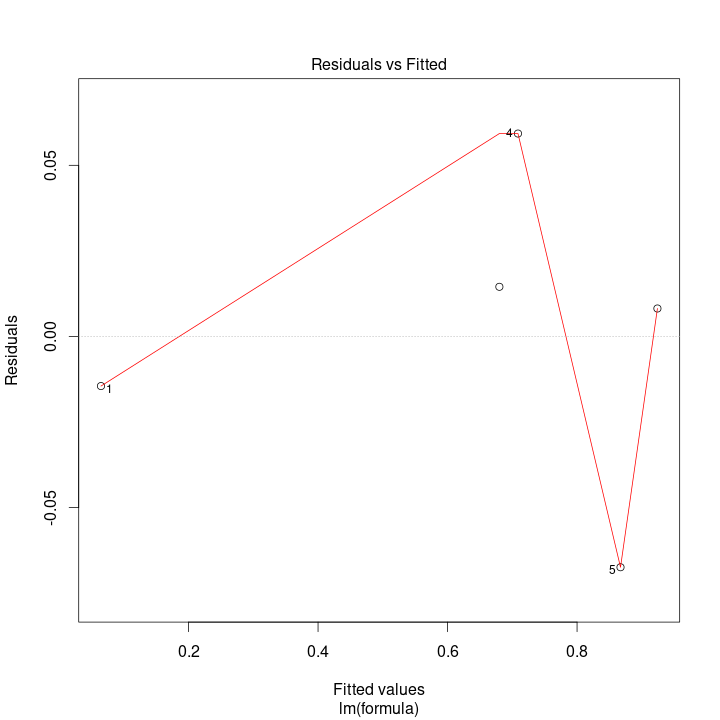 Residuals vs Fitted
Residuals
0.05
0.00
-0.05
4
1
5
0.2 0.4 0.6 0.8
Fitted values
lm(formula)